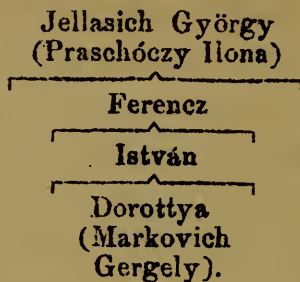 Jellasich György
(Praschóczy Ilona)
Ferencz
István
Dorottya
(Markovich
Gergely).